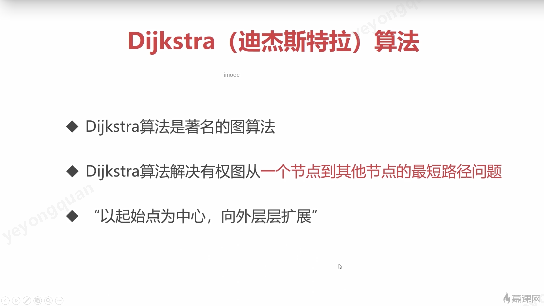 Dijkstra（迪杰斯特拉）算法
imooc
◆ Dijkstra算法是著名的图算法
◆ Dijkstra算法解决有权图从一个节点到其他节点的最短路径问题
◆ “以起始点为中心，向外层层扩展”
yeyongquan
yeyongquan
慕课网